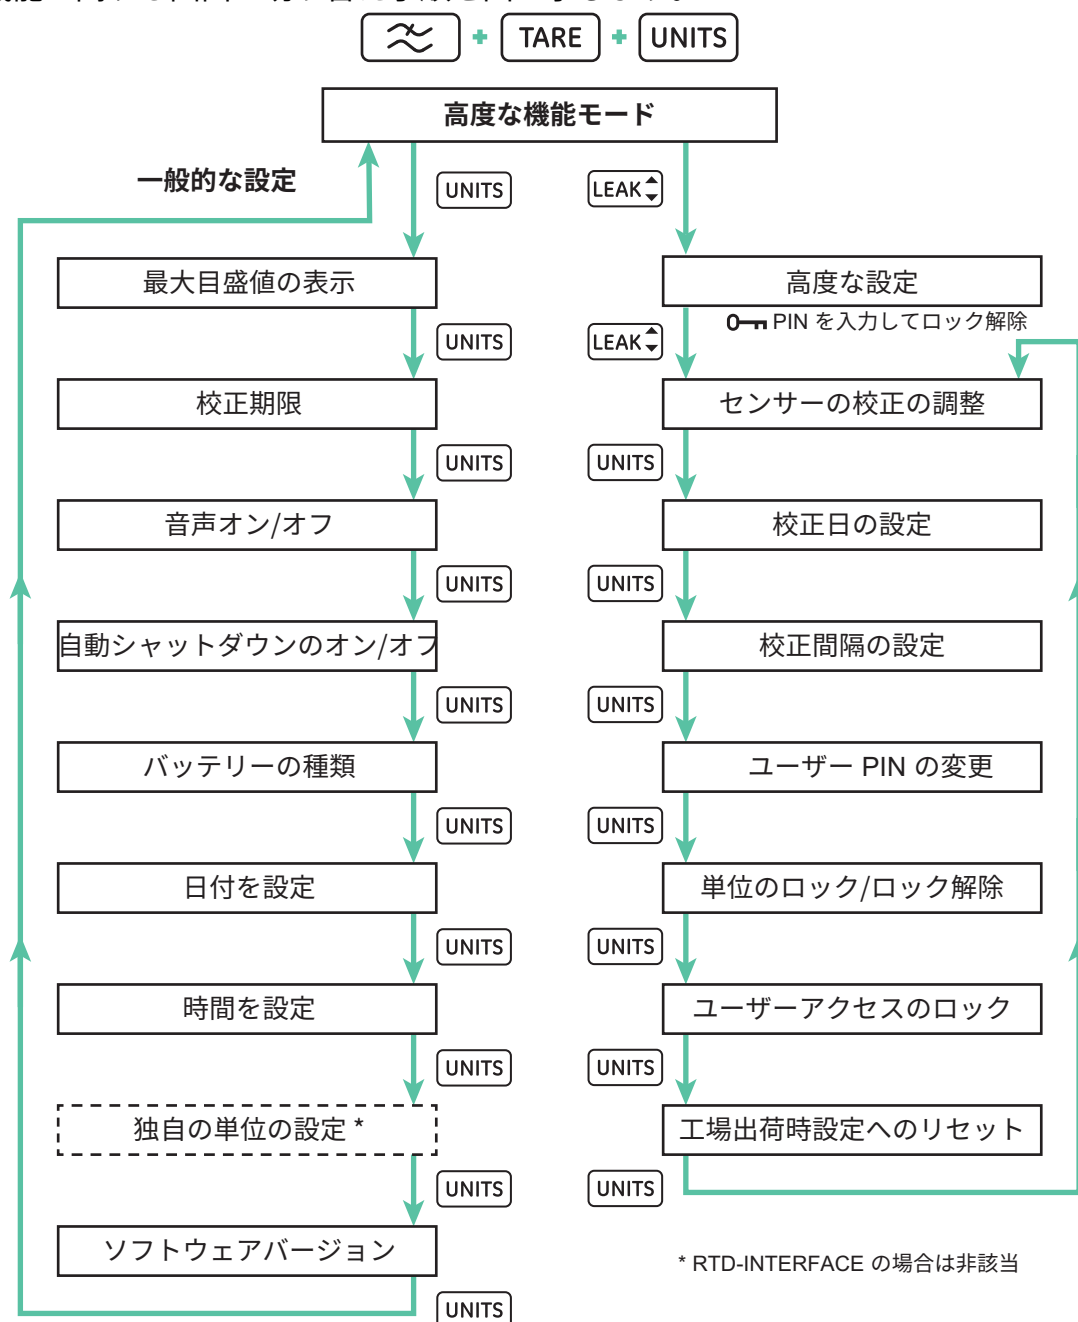 TARE + UNITS
高度な機能モード
一般的な設定
UNITS
LEAK
最大目盛値の表示
UNITS
校正期限
UNITS
音声オン/オフ
UNITS
自動シャットダウンのオン/オフ
UNITS
バッテリーの種類
UNITS
日付を設定
UNITS
時間を設定
UNITS
独自の単位の設定 *
UNITS
ソフトウェアバージョン
UNITS
高度な設定
PIN を入力してロック解除
LEAK
センサーの校正の調整
UNITS
校正日の設定
UNITS
校正間隔の設定
UNITS
ユーザー PIN の変更
UNITS
単位のロック/ロック解除
UNITS
ユーザーアクセスのロック
UNITS
工場出荷時設定へのリセット
UNITS
* RTD-INTERFACE の場合は非該当